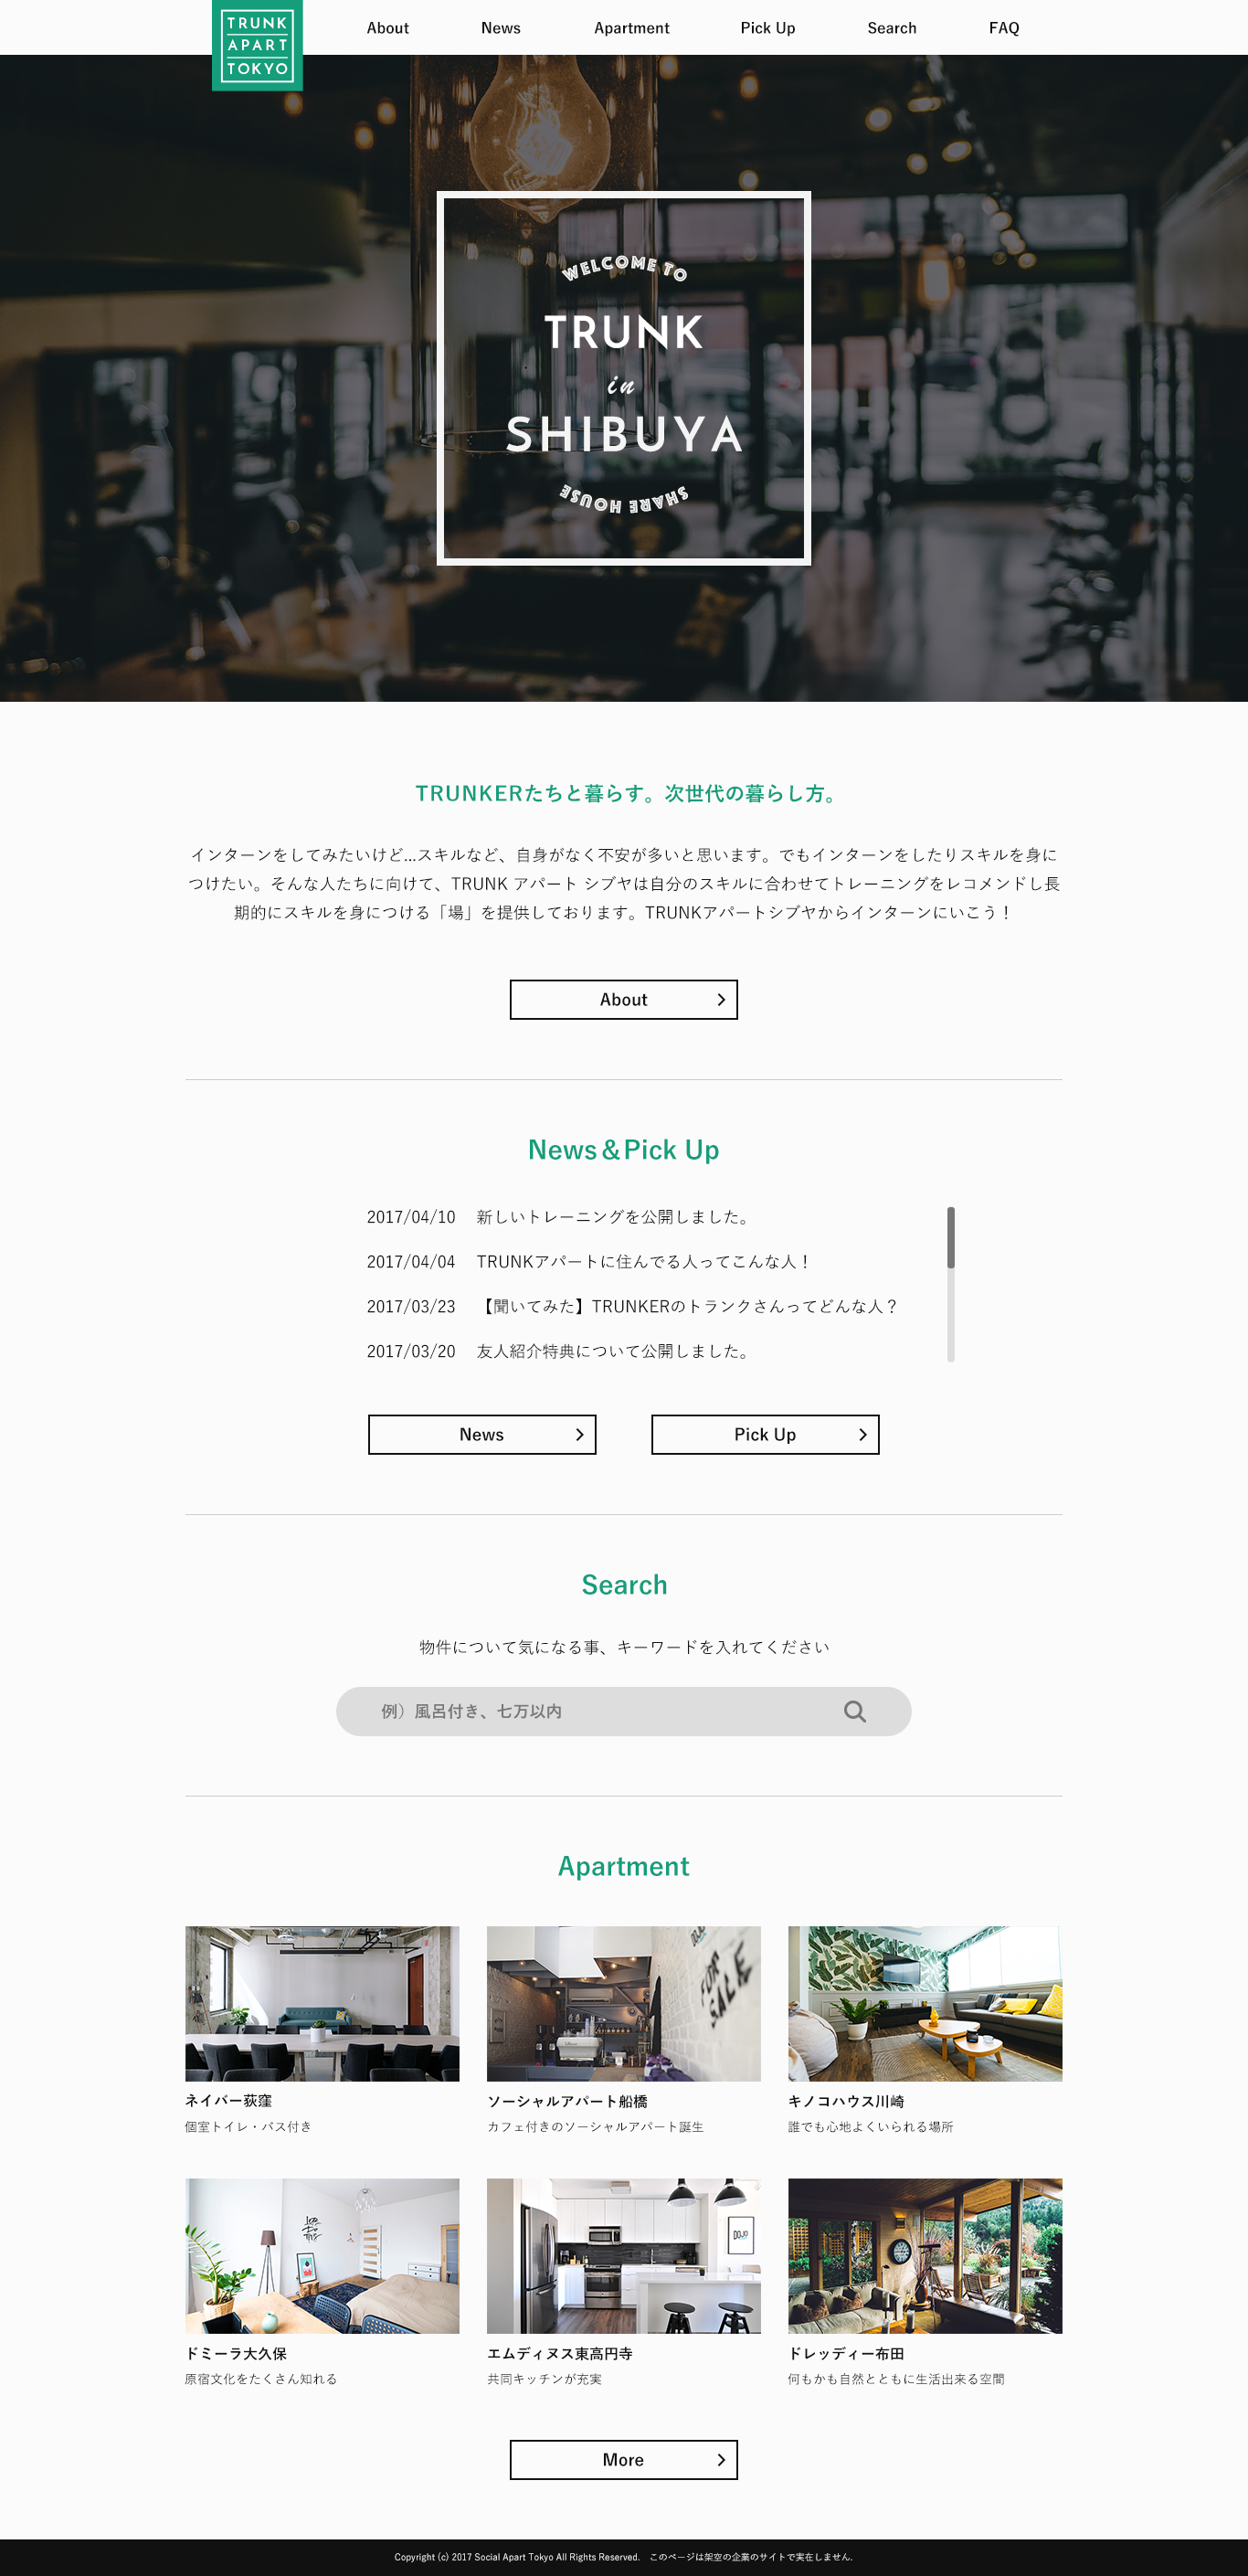 TRUNK
APART
TOKYO
About
News
Apartment
Pick Up
Search
FAQ
WELCOME TO
TRUNK
in
SHIBUYA
SHARE HOUSE
TRUNKERたちと暮らす。次世代の暮らし方。
インターンをしてみたいけど...スキルなど、自身がなく不安が多いと思います。でもインターンをしたりスキルを身に
つけたい。そんな人たちに向けて、TRUNK アパート シブヤは自分のスキルに合わせてトレーニングをレコメンドし長
期的にスキルを身につける「場」を提供しております。TRUNKアパートシブヤからインターンにいこう！
About
News＆Pick Up
2017/04/10 新しいトレーニングを公開しました。
2017/04/04 TRUNKアパートに住んでる人ってこんな人！
2017/03/23 【聞いてみた】TRUNKERのトランクさんってどんな人？
2017/03/20 友人紹介特典について公開しました。
News
Pick Up
Search
物件について気になる事、キーワードを入れてください
例）風呂付き、七万以内
Apartment
FOR
SALE
ネイバー荻窪
個室トイレ・バス付き
ソーシャルアパート船橋
カフェ付きのソーシャルアパート誕生
キノコハウス川崎
誰でも心地よくいられる場所
DOJO
ドミーラ大久保
原宿文化をたくさん知れる
エムディヌス東高円寺
共同キッチンが充実
ドレッディー布田
何もかも自然とともに生活出来る空間
More
Copyright (c) 2017 Social Apart Tokyo All Rights Reserved. このページは架空の企業のサイトで実在しません.